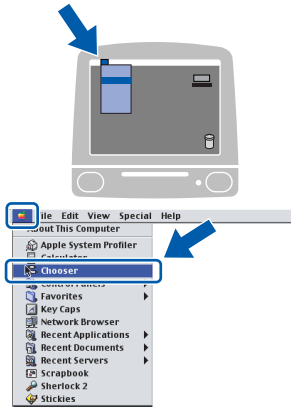 File Edit View Special Help
About This Computer
Apple System Profiler
Calculator
Chooser
Control Panels
Favorites
Key Caps
Network Browser
Recent Applications
Recent Documents
Recent Servers
Scrapbook
Sherlock 2
Stickies